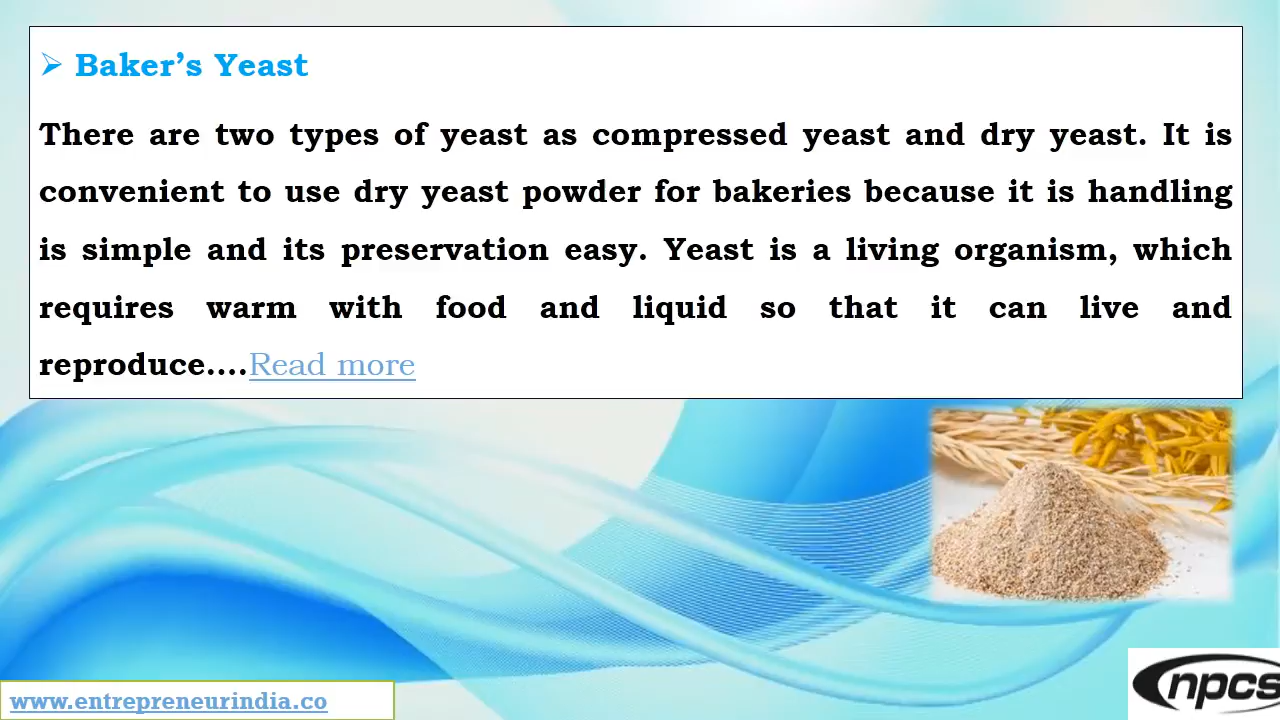 ➢ Baker’s Yeast
There are two types of yeast as compressed yeast and dry yeast. It is
convenient to use dry yeast powder for bakeries because it is handling
is simple and its preservation easy. Yeast is a living organism, which
requires warm with food and liquid so that it can live and
reproduce....Read more
www.entrepreneurindia.co
npcs